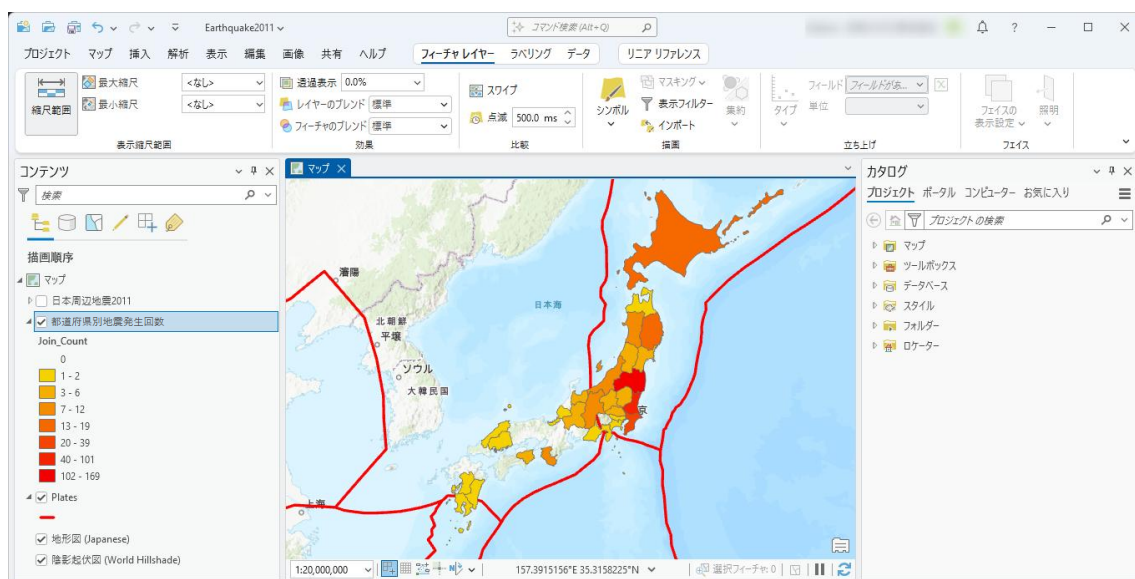 Earthquake2011
コマンド検索 (Alt+Q)
プロジェクト マップ 挿入 解析 表示 編集 画像 共有 ヘルプ フィーチャ レイヤー ラベリング データ リニア リファレンス
縮尺範囲
最大縮尺 <なし>
最小縮尺 <なし>
表示縮尺範囲
透過表示 0.0%
レイヤーのブレンド 標準
フィーチャのブレンド 標準
効果
スワイプ
点滅 500.0 ms
比較
シンボル
マスキング
表示フィルター
インポート
集約
描画
タイプ
フィールド フィールドがあ...
単位
立ち上げ
フェイスの
表示設定
照明
フェイス
コンテンツ
検索
描画順序
マップ
日本周辺地震2011
都道府県別地震発生回数
Join_Count
0
1 - 2
3 - 6
7 - 12
13 - 19
20 - 39
40 - 101
102 - 169
Plates
地形図 (Japanese)
陰影起伏図 (World Hillshade)
マップ
瀋陽
北朝鮮
平壌
ソウル
大韓民国
日本海
京
上海
1:20,000,000
157.3915156°E 35.3158225°N
選択フィーチャ: 0
カタログ
プロジェクト ポータル コンピューター お気に入り
プロジェクトの検索
マップ
ツールボックス
データベース
スタイル
フォルダー
ロケーター